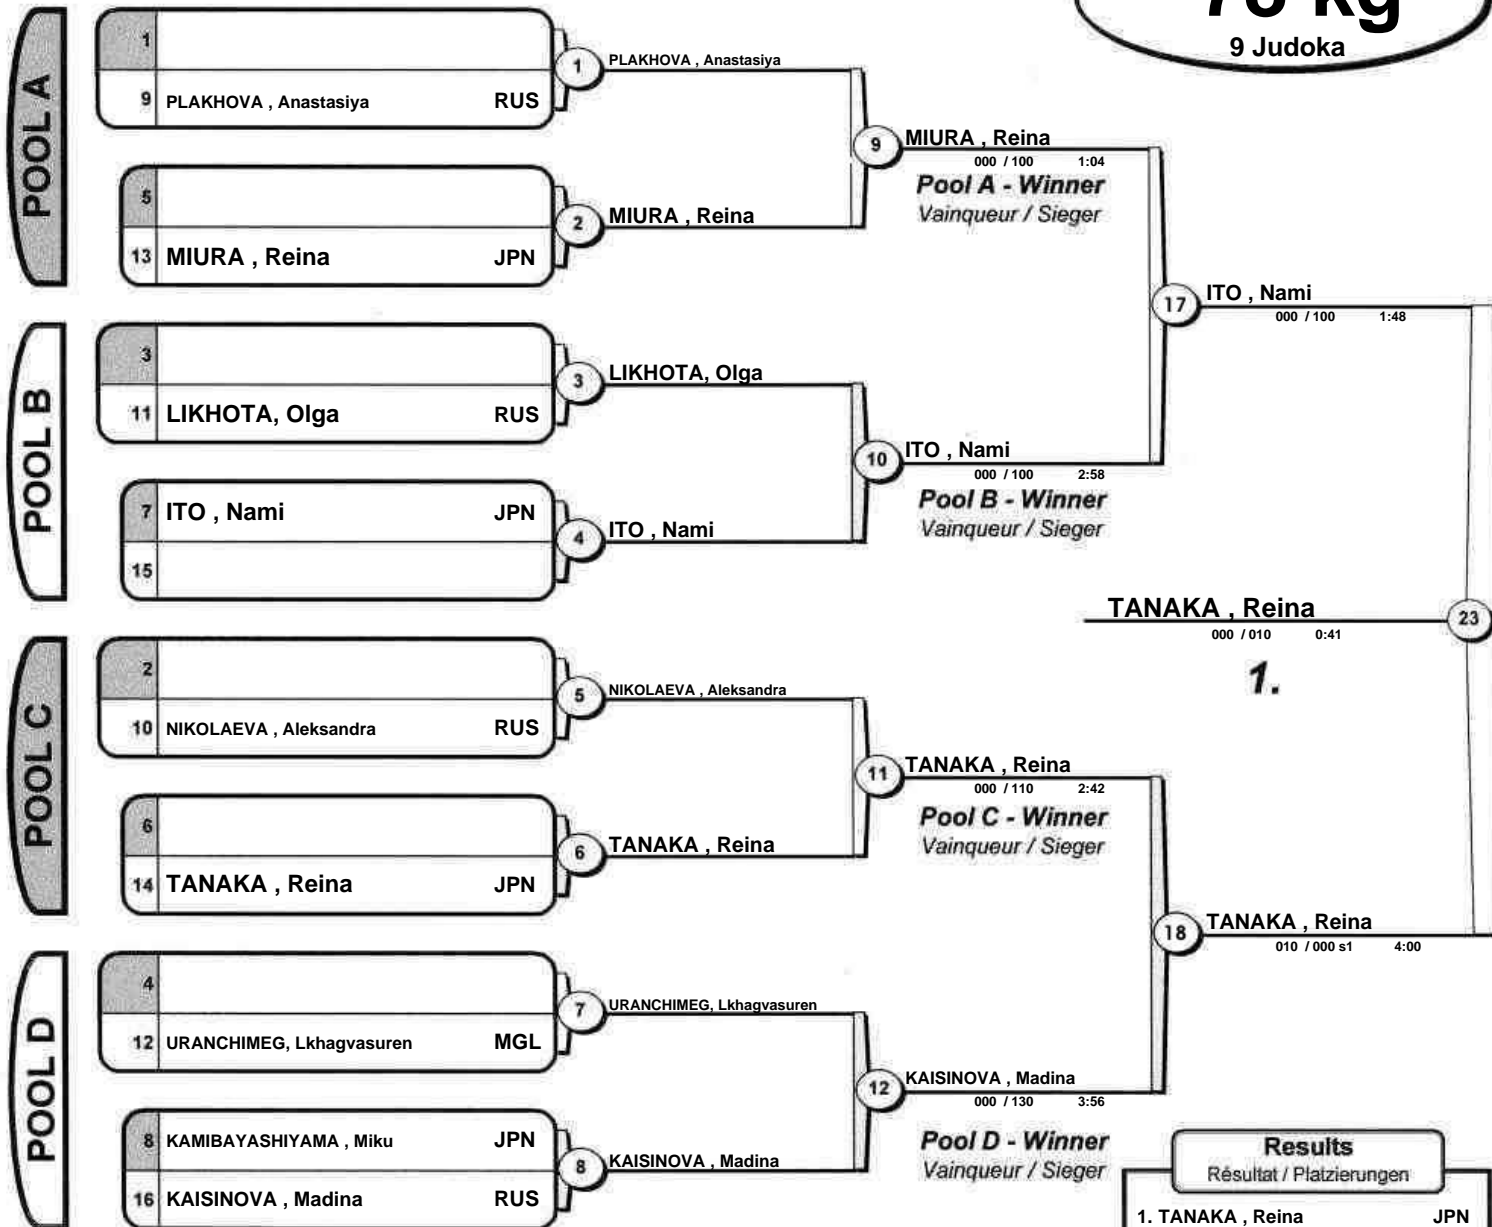 9 Judoka
POOL A
1
9 PLAKHOVA , Anastasiya RUS
1
PLAKHOVA , Anastasiya
5
13 MIURA , Reina JPN
2
MIURA , Reina
9
MIURA , Reina
000 / 100 1:04
Pool A - Winner
Vainqueur / Sieger
POOL B
3
11 LIKHOTA, Olga RUS
3
LIKHOTA, Olga
7 ITO , Nami JPN
15
4
ITO , Nami
10
ITO , Nami
000 / 100 2:58
Pool B - Winner
Vainqueur / Sieger
17
ITO , Nami
000 / 100 1:48
TANAKA , Reina
000 / 010 0:41
1.
23
POOL C
2
10 NIKOLAEVA , Aleksandra RUS
5
NIKOLAEVA , Aleksandra
6
14 TANAKA , Reina JPN
6
TANAKA , Reina
11
TANAKA , Reina
000 / 110 2:42
Pool C - Winner
Vainqueur / Sieger
18
TANAKA , Reina
010 / 000 s1 4:00
POOL D
4
12 URANCHIMEG, Lkhagvasuren MGL
7
URANCHIMEG, Lkhagvasuren
8 KAMIBAYASHIYAMA , Miku JPN
16 KAISINOVA , Madina RUS
8
KAISINOVA , Madina
12
KAISINOVA , Madina
000 / 130 3:56
Pool D - Winner
Vainqueur / Sieger
Results
Résultat / Platzierungen
1. TANAKA , Reina JPN